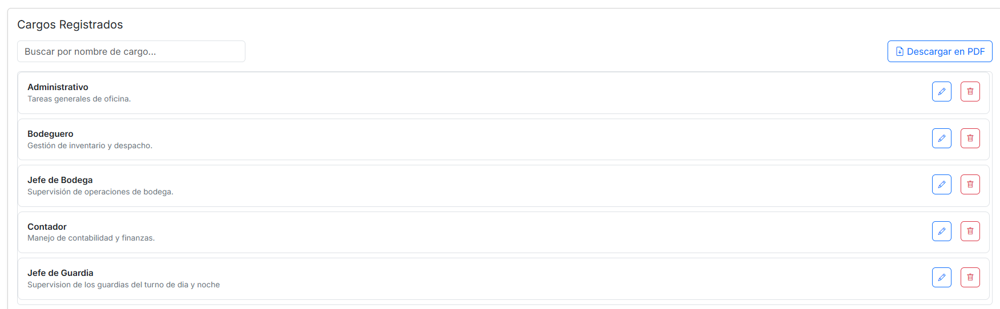 Cargos Registrados
Buscar por nombre de cargo...
Descargar en PDF
Administrativo
Tareas generales de oficina.
Bodeguero
Gestión de inventario y despacho.
Jefe de Bodega
Supervisión de operaciones de bodega.
Contador
Manejo de contabilidad y finanzas.
Jefe de Guardia
Supervision de los guardias del turno de dia y noche